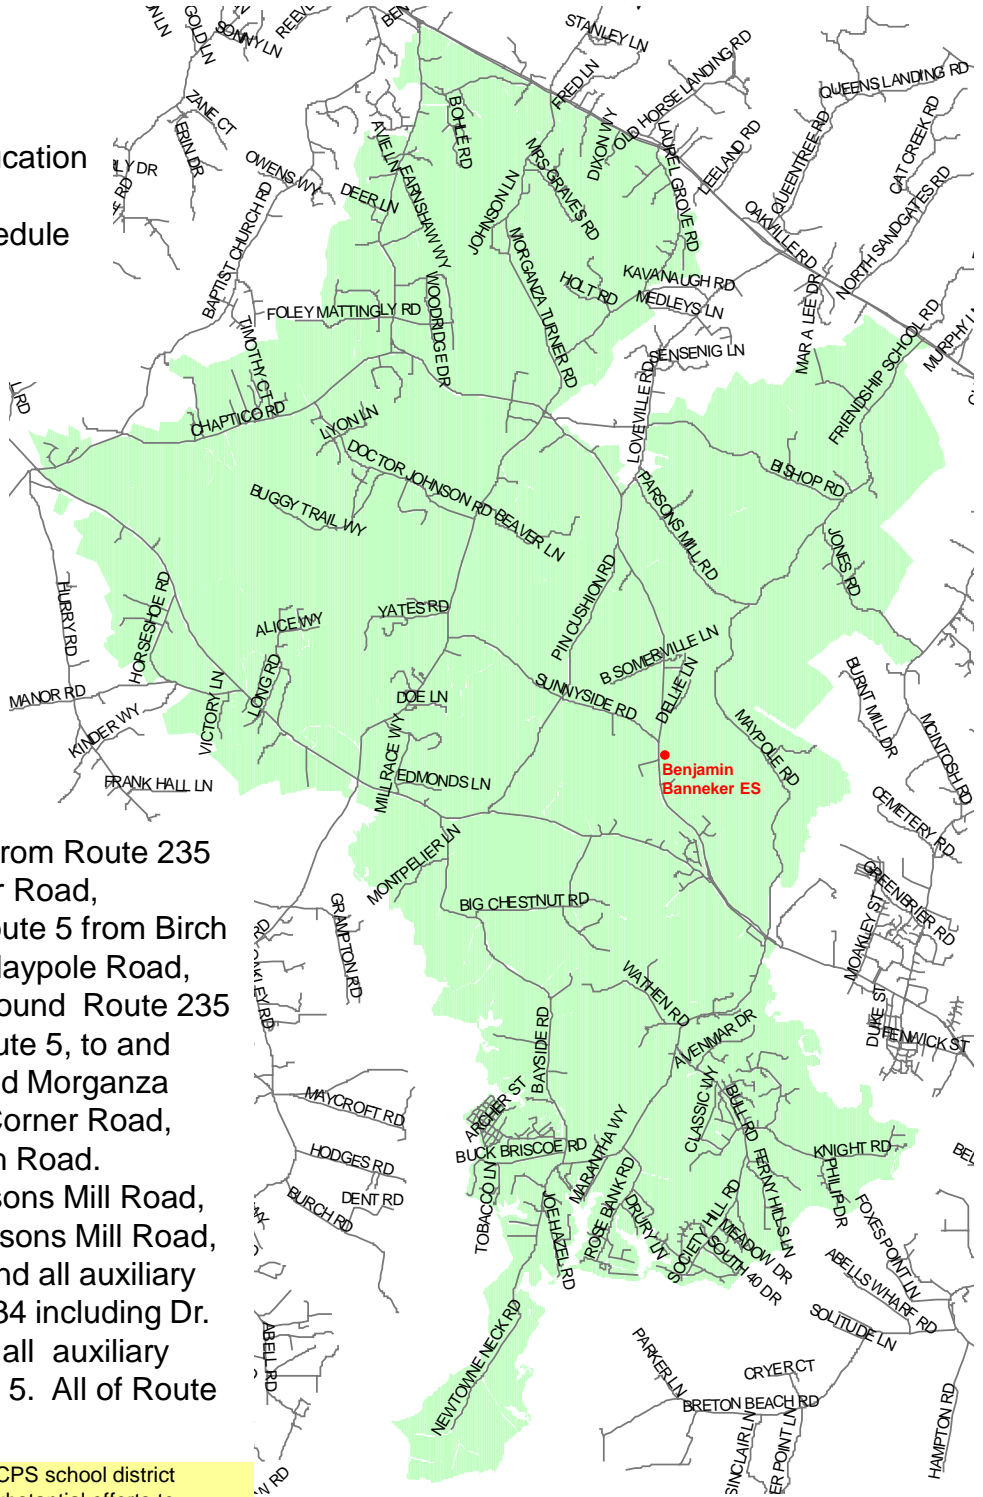 SONNY LN
GOLD LN
STANLEY LN
FRED LN
OLD HORSE LANDING RD
QUEENS LANDING RD
ZANE CT
ERIN DR
BOHLE RD
DIXON WY
LAUREL GROVE RD
LEELAND RD
QUEENTREE RD
CAT CREEK RD
ucation
OWENS WY
AVIE LN
EARNSHAW WY
MRS GRAVES RD
DEER LN
JOHNSON LN
OAKVILLE RD
NORTH SANDGATES RD
edule
BAPTIST CHURCH RD
MORGANZA TURNER RD
HOLT RD
KAVANAUGH RD
MEDLEYS LN
MAR A LEE DR
FOLEY MATTINGLY RD
WOODRIDGE DR
TIMOTHY CT
SENSENIG LN
FRIENDSHIP SCHOOL RD
CHAPTICO RD
LYON LN
LOVEVILLE RD
DOCTOR JOHNSON RD
BEAVER LN
BUGGY TRAIL WY
PARSONS MILL RD
BISHOP RD
JONES RD
HURRY RD
HORSESHOE RD
ALICE WY
YATES RD
PIN CUSHION RD
B SOMERVILLE LN
MANOR RD
VICTORY LN
LONG RD
DOE LN
SUNNYSIDE RD
DELLIE LN
BURNT MILL DR
MCINTOSH RD
KINDER WY
MILLRACE WY
MAYPOLE RD
FRANK HALL LN
EDMONDS LN
Benjamin
Banneker ES
CEMETERY RD
from Route 235
r Road,
MONTPELIER LN
GREENBRIER RD
oute 5 from Birch
GRAMPTON RD
BIG CHESTNUT RD
MOAKLEY ST
Maypole Road,
ound  Route 235
WATHEN RD
DUKE ST
FENWICK ST
ute 5, to and
BAYSIDE RD
AVENMAR DR
d Morganza
MAYCROFT RD
ARCHER ST
CLASSIC WY
BULL RD
Corner Road,
HODGES RD
BUCK BRISCOE RD
MARANTHA WY
KNIGHT RD
n Road.
BURCH RD
DENT RD
TOBACCO LN
JOE HAZEL RD
ROSE BANK RD
DRURY LN
SOCIETY HILL RD
FERNY HILLS LN
PHILIP DR
FOXES POINT LN
sons Mill Road,
MEADOW DR
SOUTH 40 DR
rsons Mill Road,
ABELLS WHARF RD
nd all auxiliary
SOLITUDE LN
34 including Dr.
ABELL RD
NEWTOWNE NECK RD
PARKER LN
all  auxiliary
CRYER CT
5.  All of Route
BRETON BEACH RD
HAMPTON RD
SINCLAIR LN
ER POINT LN
CPS school district